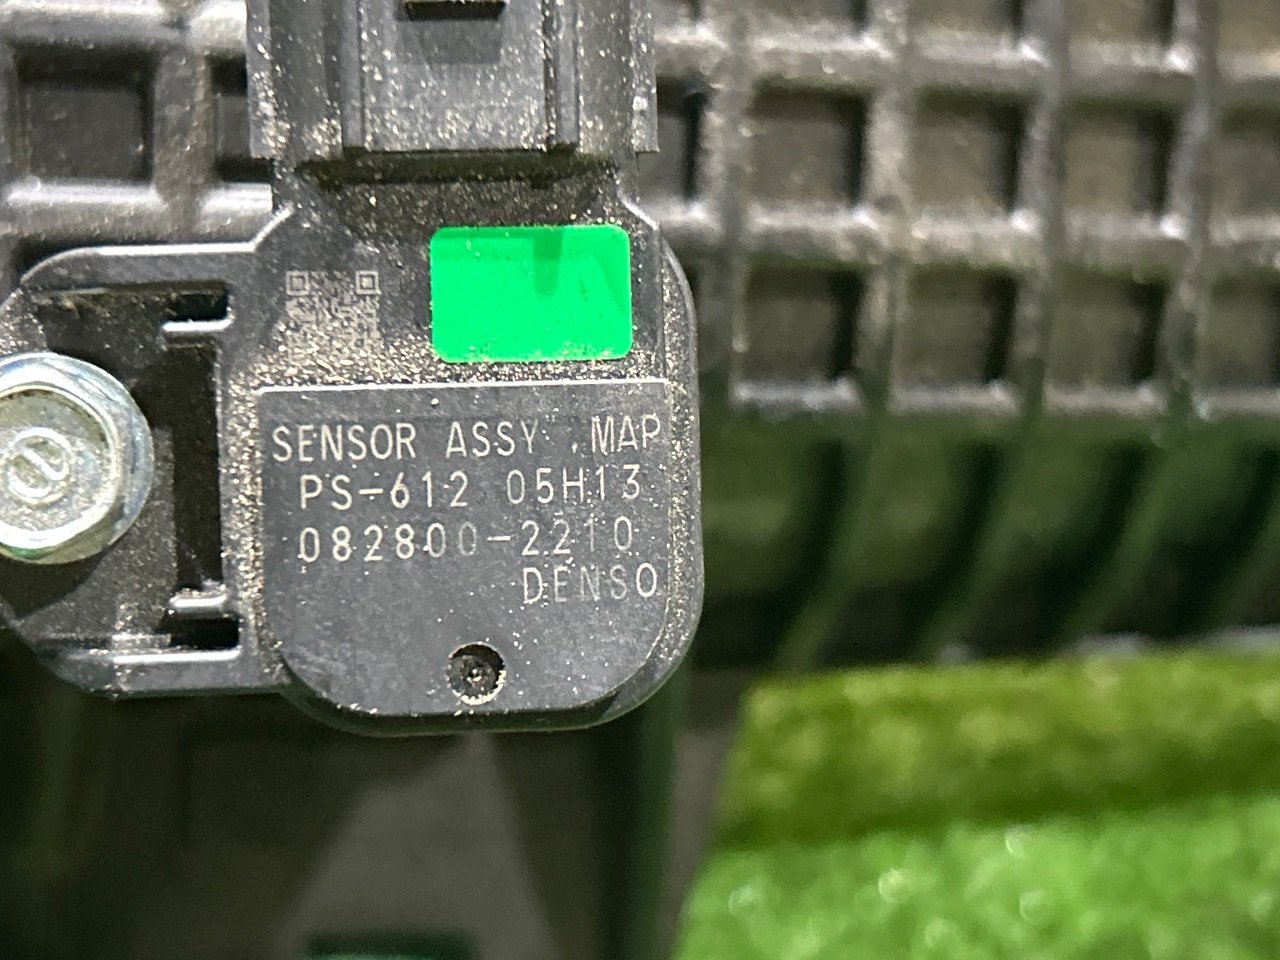 SENSOR ASSY, MAP
PS-612 05H13
082800-2210
DENSO